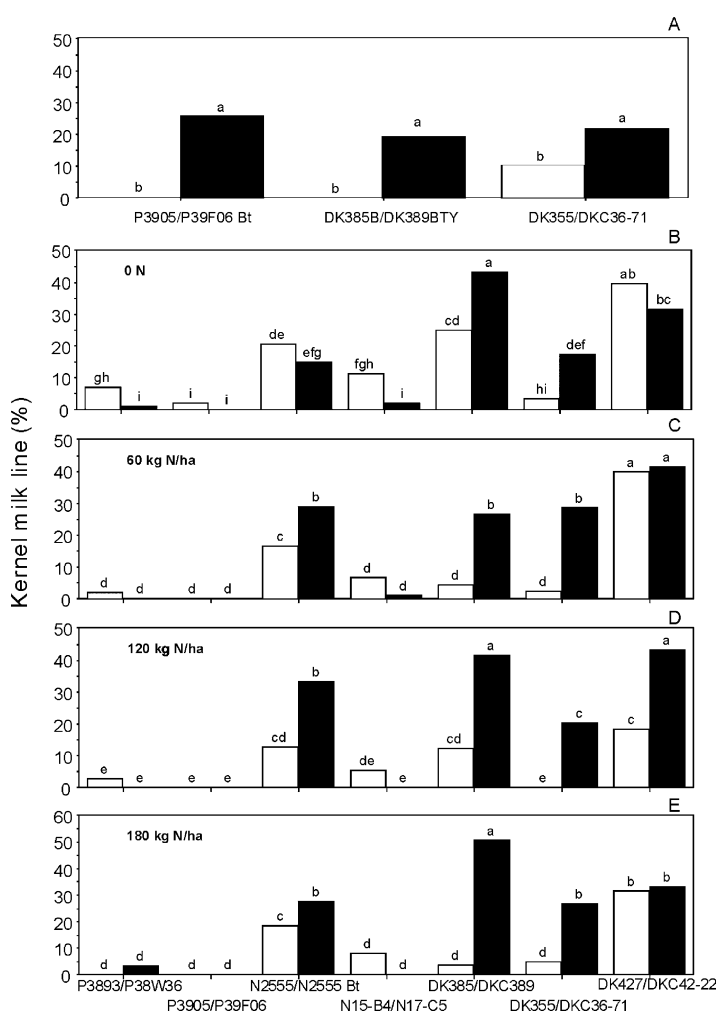 A
50
40
30
20
10
0
b a b a b a
P3905/P39F06 Bt DK385B/DK389BTY DK355/DKC36-71
B
0 N
50
40
30
20
10
0
gh i i i de efg fgh i cd a hi def ab bc
C
60 kg N/ha
50
40
30
20
10
0
d d d d c b d d d b d b a a
D
120 kg N/ha
50
40
30
20
10
0
e e e e cd b de e cd a e c c a
E
180 kg N/ha
60
50
40
30
20
10
0
d d d d c b d d d a d b b b
P3893/P38W36 N2555/N2555 Bt DK385/DKC389 DK427/DKC42-22
P3905/P39F06 N15-B4/N17-C5 DK355/DKC36-71
Kernel milk line (%)